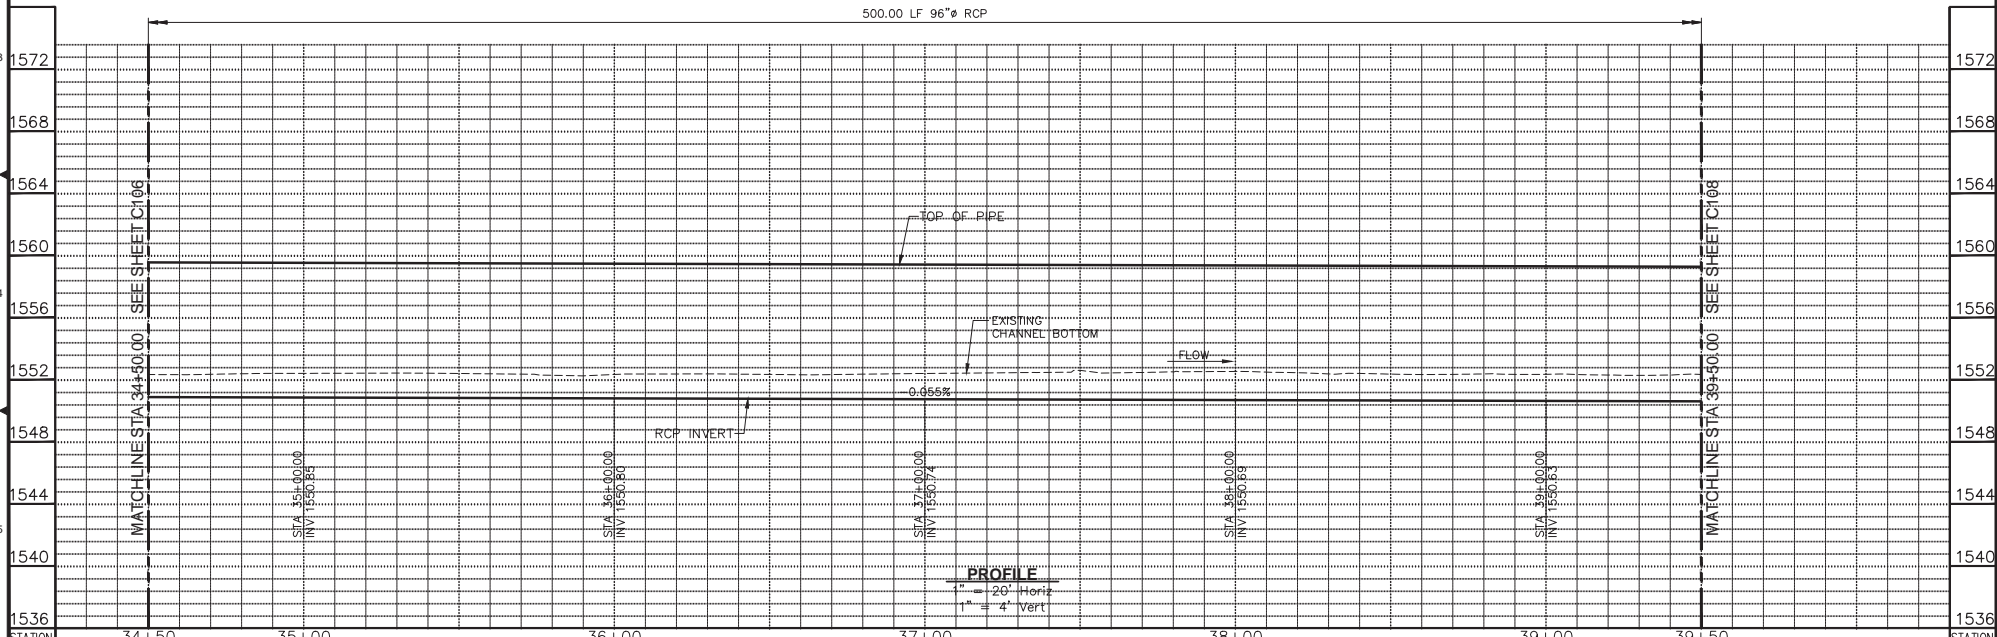 500.00 LF 96"ø RCP
1572
1568
1564
1560
1556
1552
1548
1544
1540
1536
STATION
1572
1568
1564
1560
1556
1552
1548
1544
1540
1536
STATION
MATCHLINE STA 34+50.00 SEE SHEET C106
MATCHLINE STA 39+50.00 SEE SHEET C108
TOP OF PIPE
EXISTING
CHANNEL BOTTOM
FLOW
-0.055%
RCP INVERT
STA 35+00.00
INV 1550.85
STA 36+00.00
INV 1550.80
STA 37+00.00
INV 1550.74
STA 38+00.00
INV 1550.69
STA 39+00.00
INV 1550.63
PROFILE
1" = 20' Horiz
1" = 4' Vert
34+50 35+00 36+00 37+00 38+00 39+00 39+50